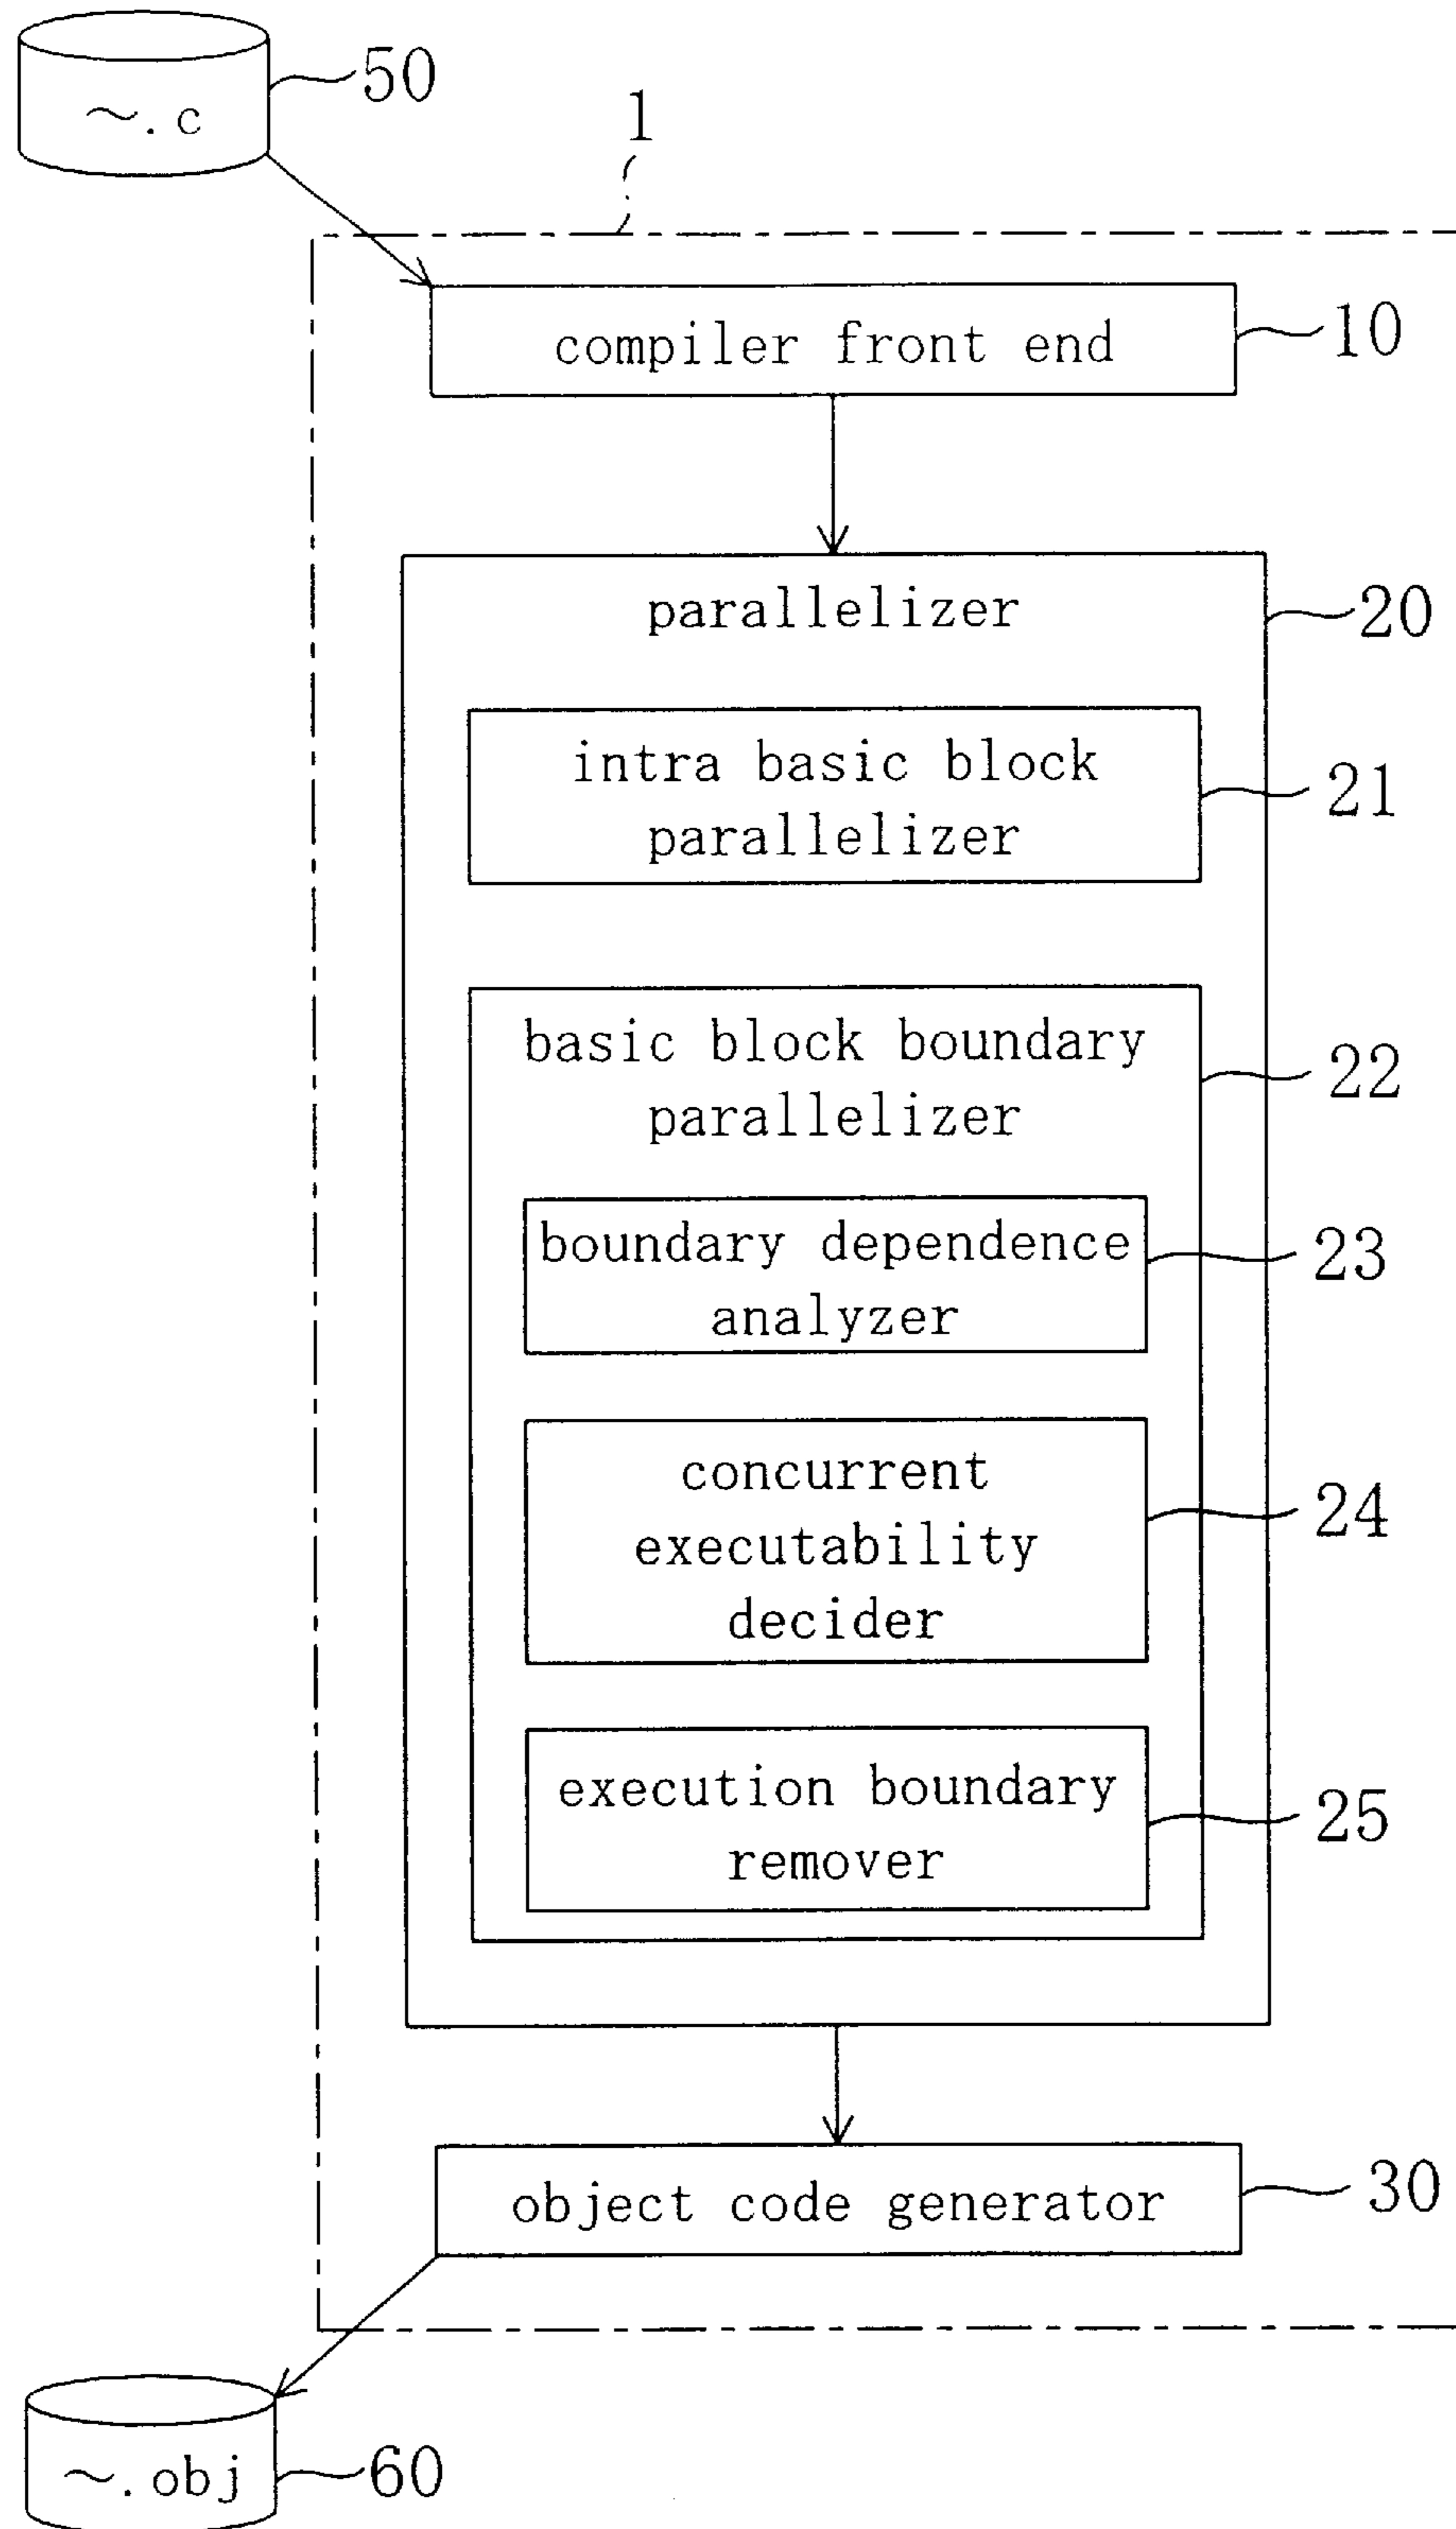 50
~.c
1
compiler front end
10
parallelizer
20
intra basic block
parallelizer
21
basic block boundary
parallelizer
22
boundary dependence
analyzer
23
concurrent
executability
decider
24
execution boundary
remover
25
object code generator
30
~.obj
60